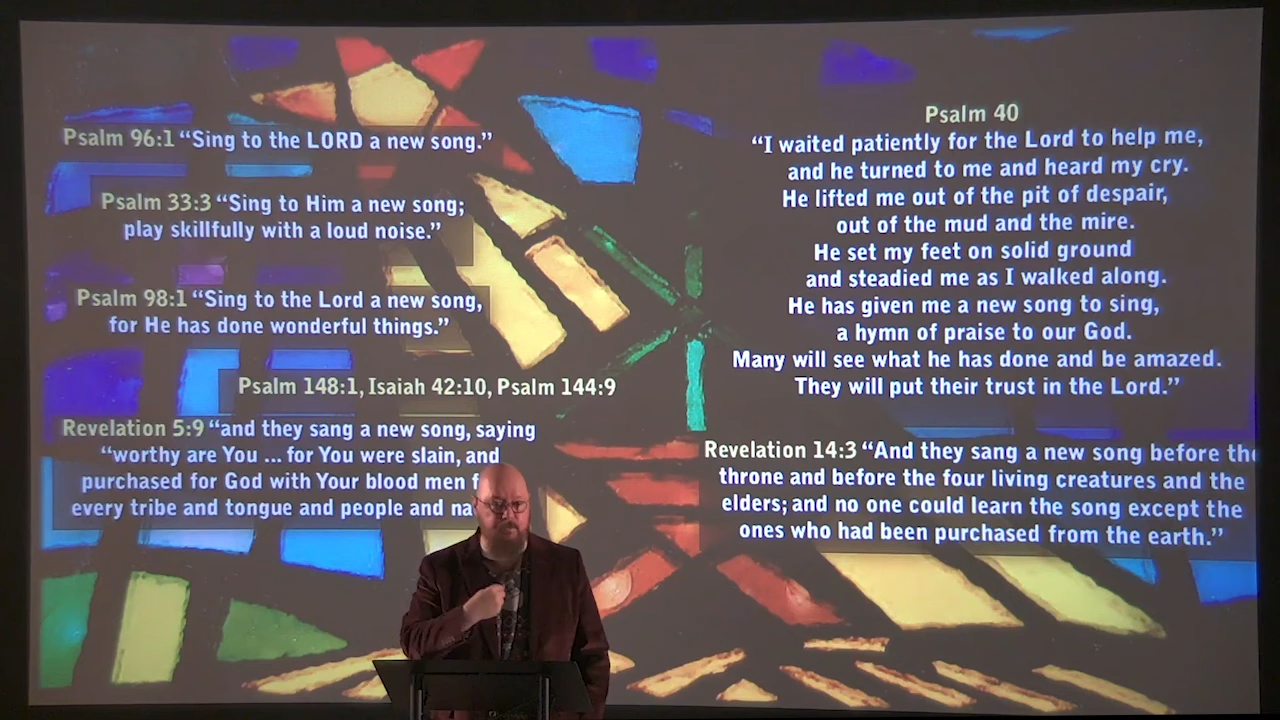 Psalm 96:1 “Sing to the LORD a new song.”
Psalm 33:3 “Sing to Him a new song;
play skillfully with a loud noise.”
Psalm 98:1 “Sing to the Lord a new song,
for He has done wonderful things.”
Psalm 148:1, Isaiah 42:10, Psalm 144:9
Revelation 5:9 “and they sang a new song, saying
“worthy are You ... for You were slain, and
purchased for God with Your blood men
every tribe and tongue and people and
Psalm 40
“I waited patiently for the Lord to help me,
and he turned to me and heard my cry.
He lifted me out of the pit of despair,
out of the mud and the mire.
He set my feet on solid ground
and steadied me as I walked along.
He has given me a new song to sing,
a hymn of praise to our God.
Many will see what he has done and be amazed.
They will put their trust in the Lord.”
Revelation 14:3 “And they sang a new song before
throne and before the four living creatures and the
elders; and no one could learn the song except the
ones who had been purchased from the earth.”